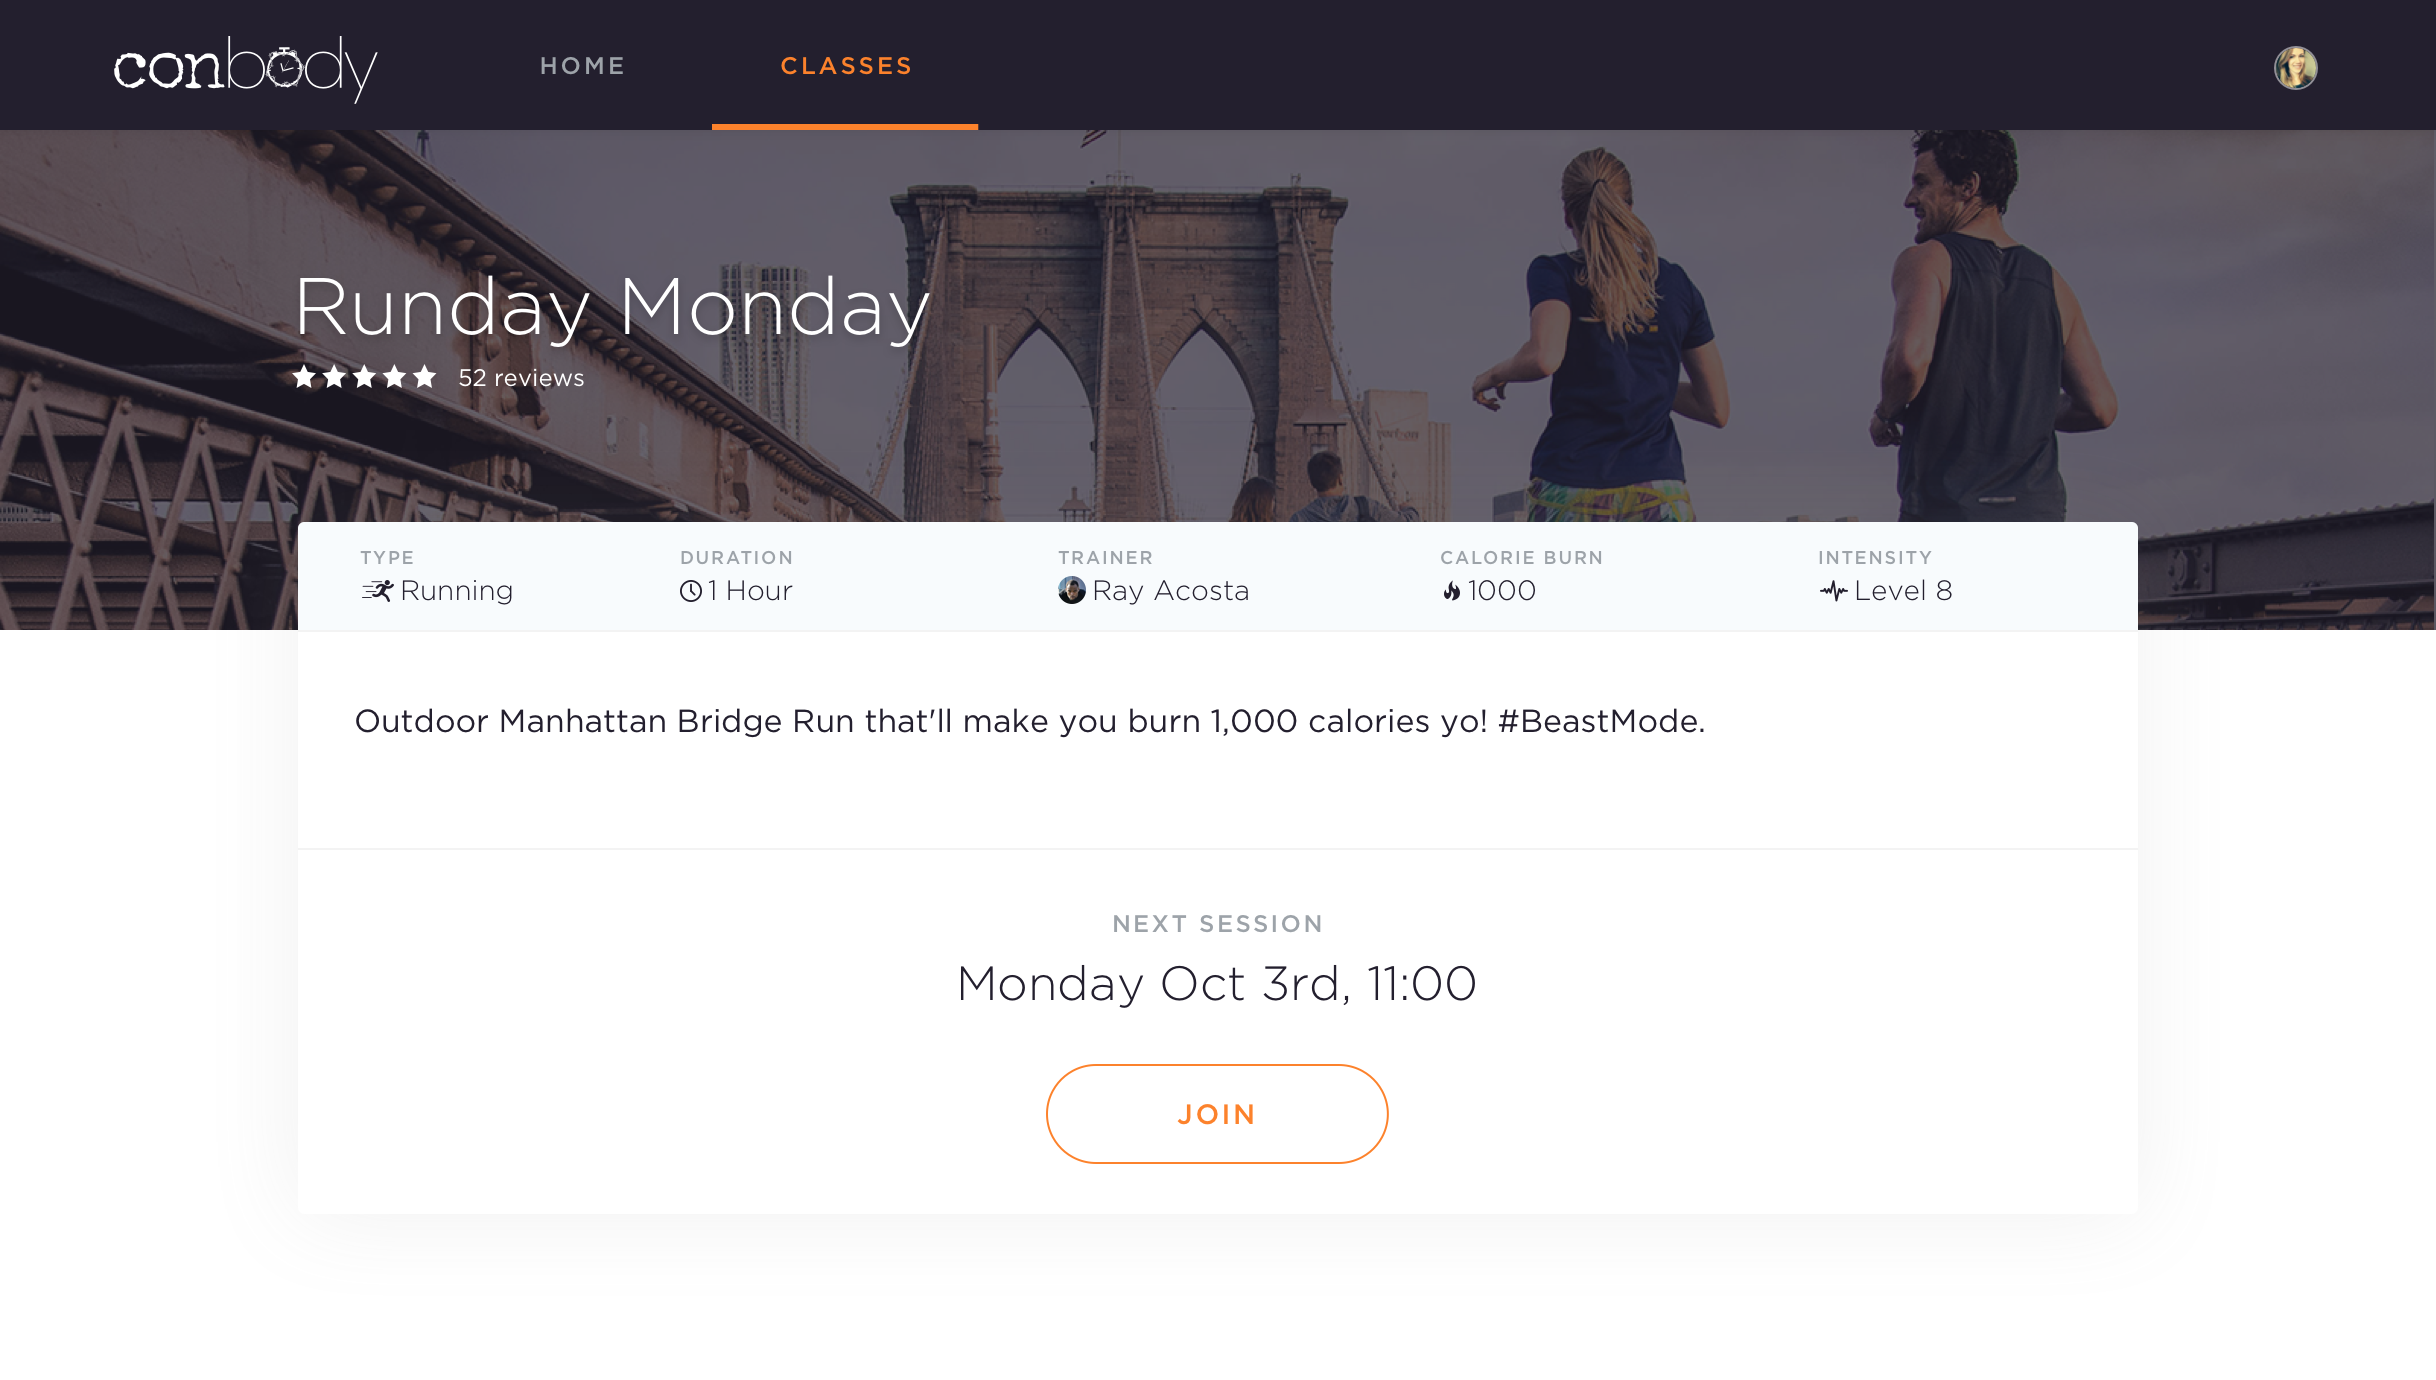 conbody
HOME
CLASSES
Runday Monday
52 reviews
TYPE
Running
DURATION
1 Hour
TRAINER
Ray Acosta
CALORIE BURN
1000
INTENSITY
Level 8
Outdoor Manhattan Bridge Run that'll make you burn 1,000 calories yo! #BeastMode.
NEXT SESSION
Monday Oct 3rd, 11:00
JOIN